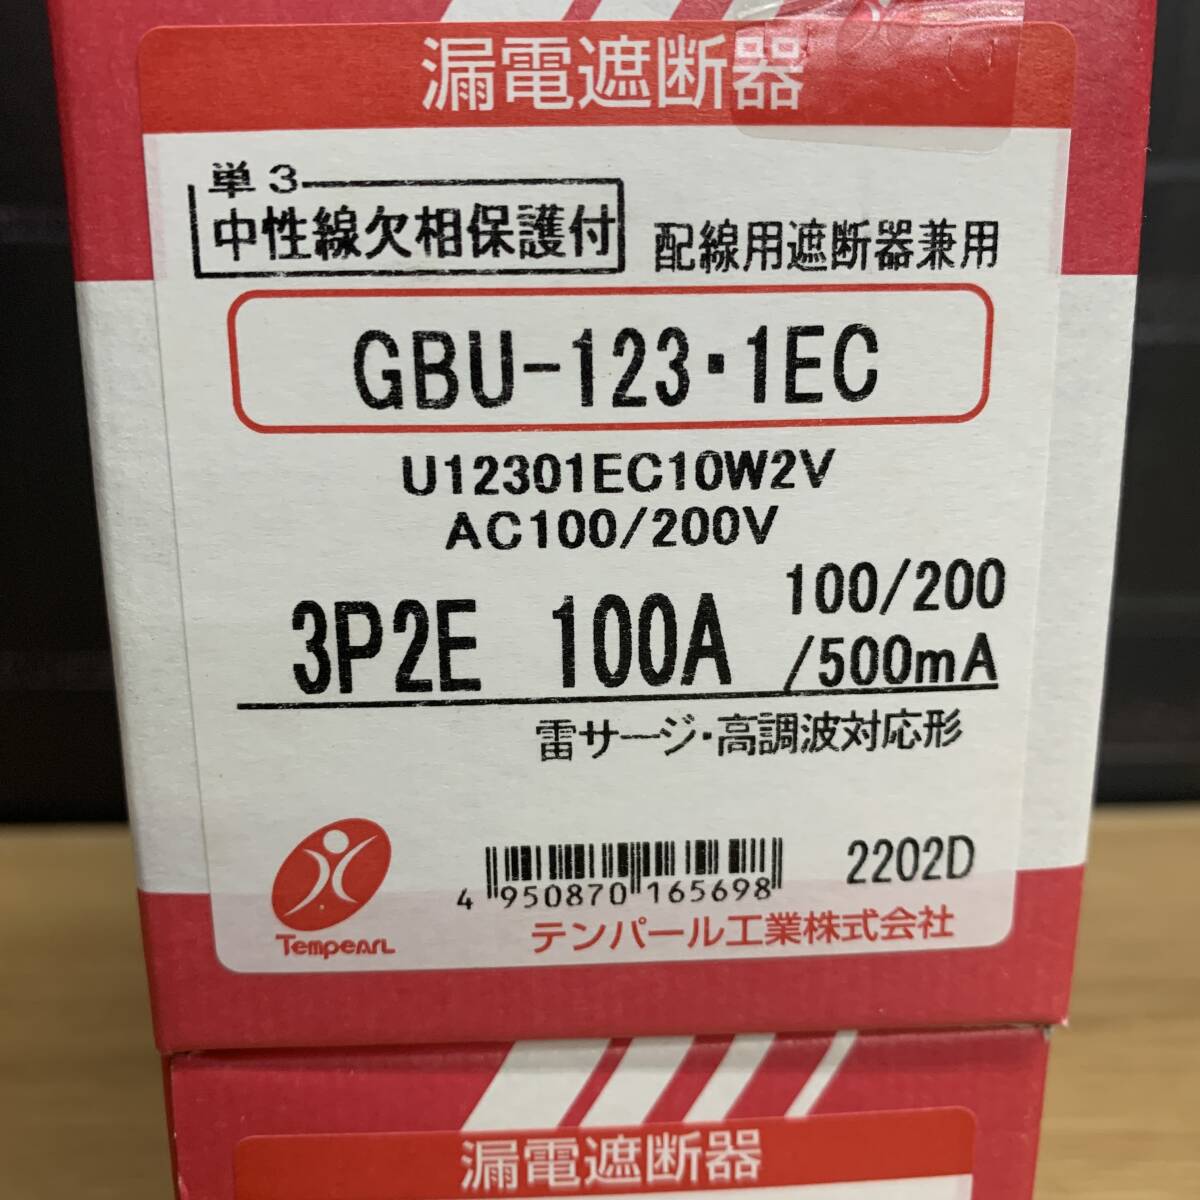 漏電遮断器
単3
中性線欠相保護付
配線用遮断器兼用
GBU-123・1EC
U12301EC10W2V
AC100/200V
3P2E 100A 100/200
/500mA
雷サージ・高調波対応形
Tempearl
4 950870 165698
2202D
テンパール工業株式会社
漏電遮断器